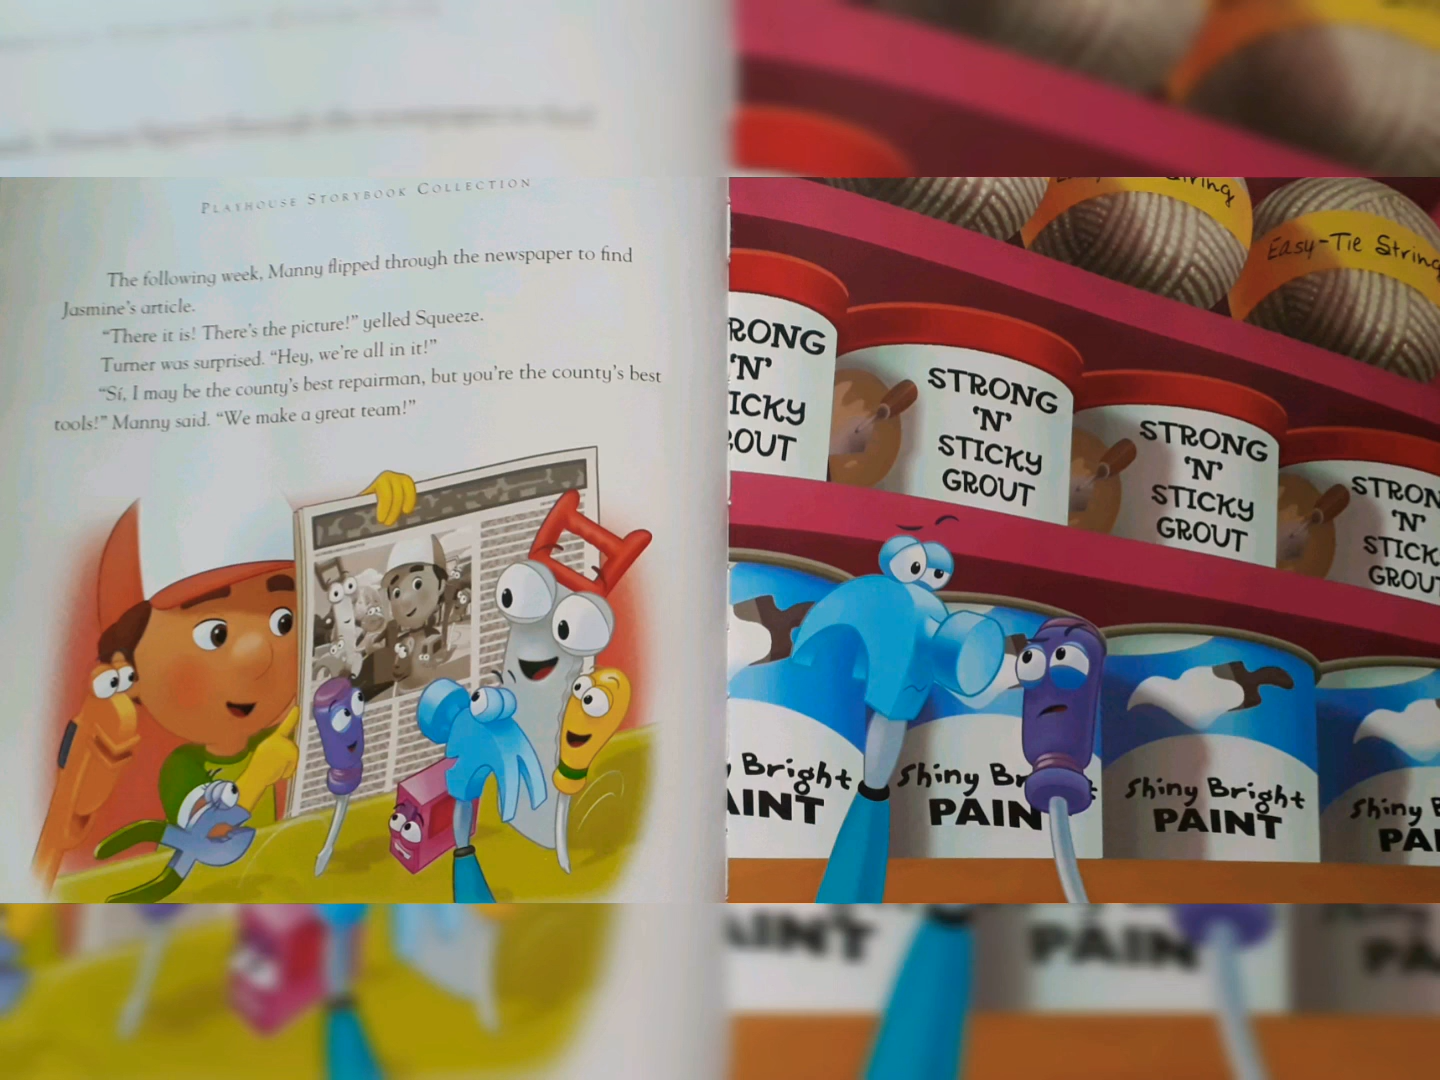 PLAYHOUSE STORYBOOK COLLECTION
The following week, Manny flipped through the newspaper to find
Jasmine's article.
"There it is! There's the picture!" yelled Squeeze.
Turner was surprised. "Hey, we're all in it!"
"Sí, I may be the county's best repairman, but you're the county's best
tools!" Manny said. "We make a great team!"
Easy-Tie String
RONG
'N'
ICKY
OUT
STRONG
'N'
STICKY
GROUT
STRONG
'N'
STICKY
GROUT
STRON
'N'
STICK
GROUT
Bright
AINT
Shiny Br
PAIN
Shiny Bright
PAINT
Shiny B
PAI